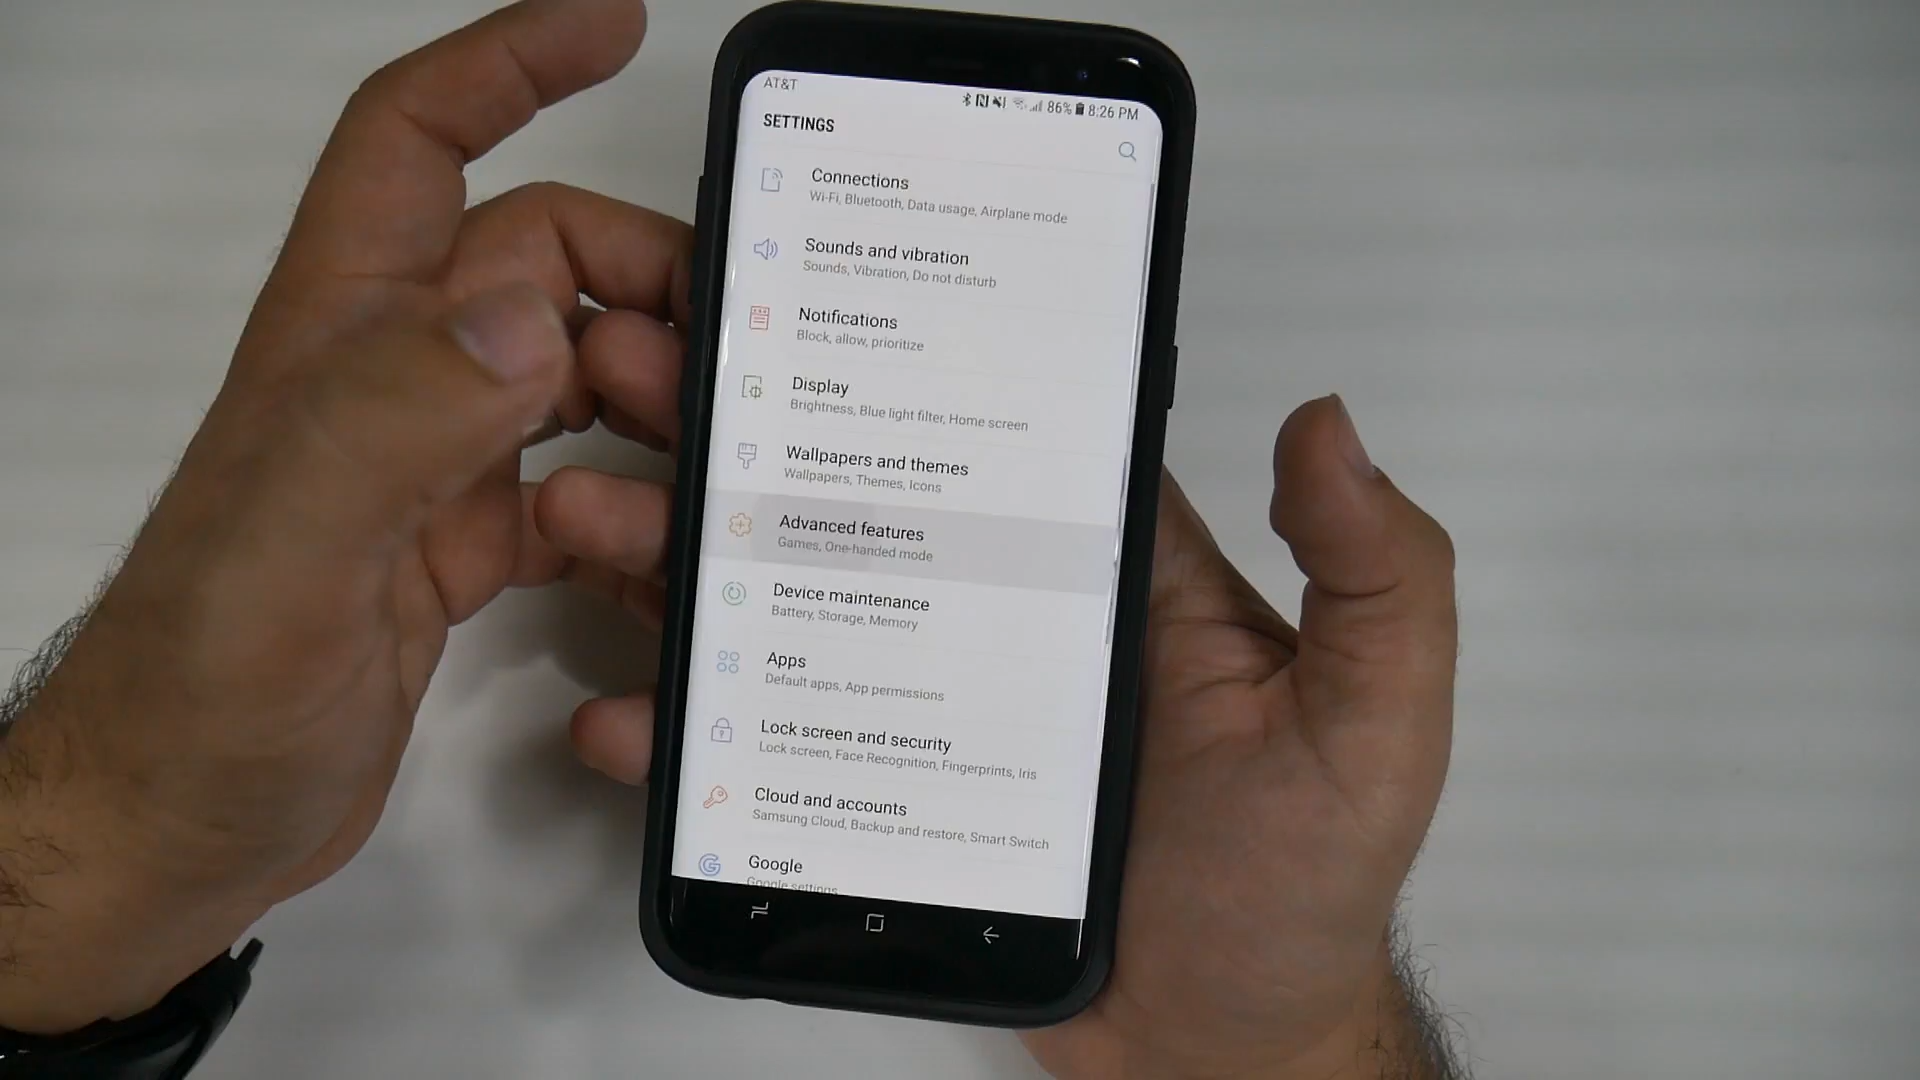 AT&T
86% 8:26 PM
SETTINGS
Connections
Wi-Fi, Bluetooth, Data usage, Airplane mode
Sounds and vibration
Sounds, Vibration, Do not disturb
Notifications
Block, allow, prioritize
Display
Brightness, Blue light filter, Home screen
Wallpapers and themes
Wallpapers, Themes, Icons
Advanced features
Games, One-handed mode
Device maintenance
Battery, Storage, Memory
Apps
Default apps, App permissions
Lock screen and security
Lock screen, Face Recognition, Fingerprints, Iris
Cloud and accounts
Samsung Cloud, Backup and restore, Smart Switch
Google
Google settings